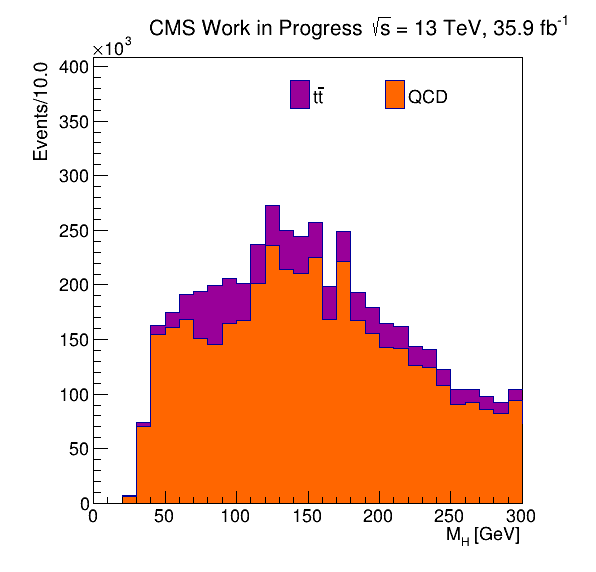 CMS Work in Progress √s = 13 TeV, 35.9 fb⁻¹
×10³
Events/10.0
tt̄
QCD
400
350
300
250
200
150
100
50
0
0 50 100 150 200 250 300
M_H [GeV]